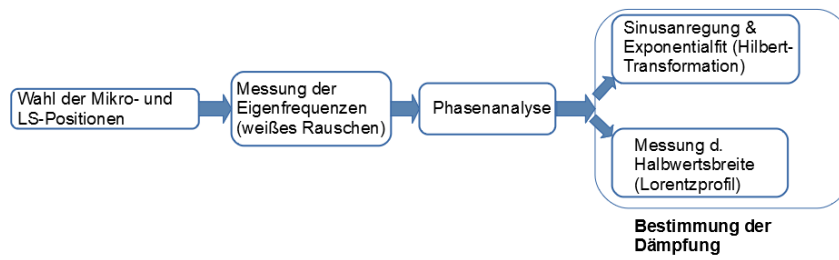 Wahl der Mikro- und
LS-Positionen
Messung der
Eigenfrequenzen
(weißes Rauschen)
Phasenanalyse
Sinusanregung &
Exponentialfit (Hilbert-
Transformation)
Messung d.
Halbwertsbreite
(Lorentzprofil)
Bestimmung der
Dämpfung